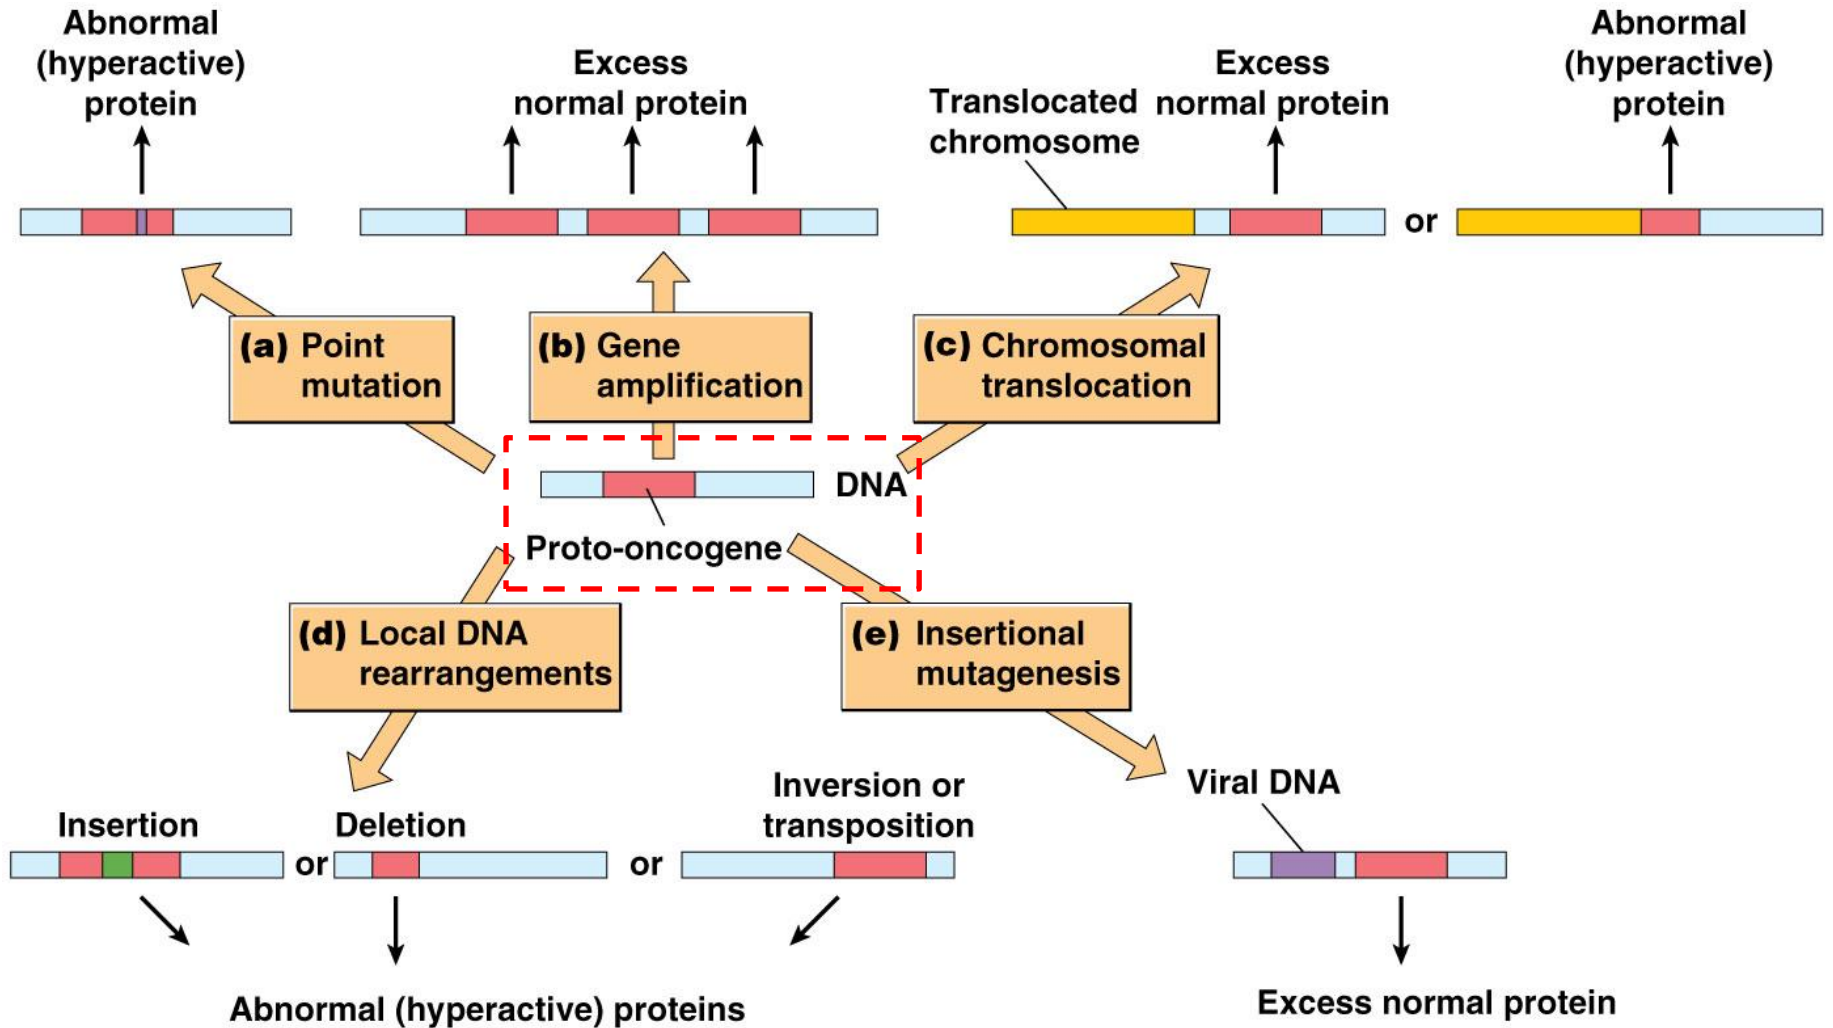 Abnormal
(hyperactive)
protein
Excess
normal protein
Translocated
chromosome
Excess
normal protein
Abnormal
(hyperactive)
protein
or
(a) Point
mutation
(b) Gene
amplification
(c) Chromosomal
translocation
DNA
Proto-oncogene
(d) Local DNA
rearrangements
(e) Insertional
mutagenesis
Insertion
or
Deletion
or
Inversion or
transposition
Viral DNA
Abnormal (hyperactive) proteins
Excess normal protein